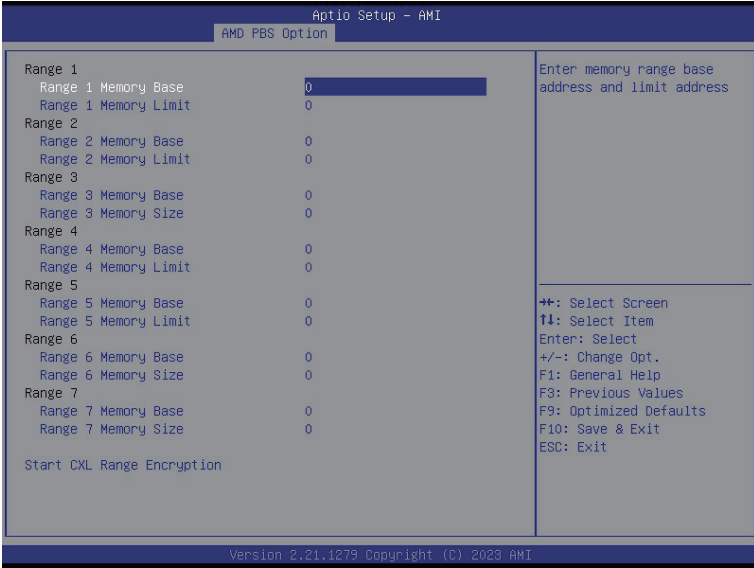 Aptio Setup – AMI
AMD PBS Option
Range 1
Range 1 Memory Base 0
Range 1 Memory Limit 0
Range 2
Range 2 Memory Base 0
Range 2 Memory Limit 0
Range 3
Range 3 Memory Base 0
Range 3 Memory Size 0
Range 4
Range 4 Memory Base 0
Range 4 Memory Limit 0
Range 5
Range 5 Memory Base 0
Range 5 Memory Limit 0
Range 6
Range 6 Memory Base 0
Range 6 Memory Size 0
Range 7
Range 7 Memory Base 0
Range 7 Memory Size 0
Start CXL Range Encryption
Enter memory range base
address and limit address
→←: Select Screen
↑↓: Select Item
Enter: Select
+/-: Change Opt.
F1: General Help
F3: Previous Values
F9: Optimized Defaults
F10: Save & Exit
ESC: Exit
Version 2.21.1279 Copyright (C) 2023 AMI